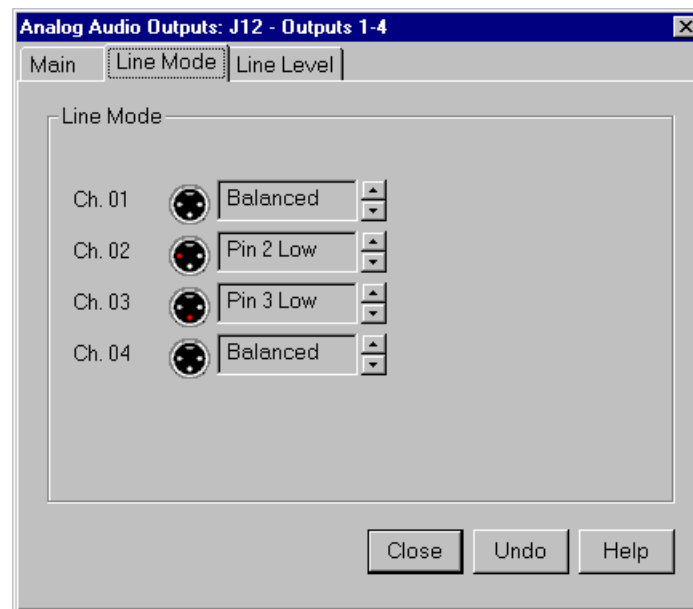 Analog Audio Outputs: J12 - Outputs 1-4
Main Line Mode Line Level
Line Mode
Ch. 01 Balanced
Ch. 02 Pin 2 Low
Ch. 03 Pin 3 Low
Ch. 04 Balanced
Close Undo Help